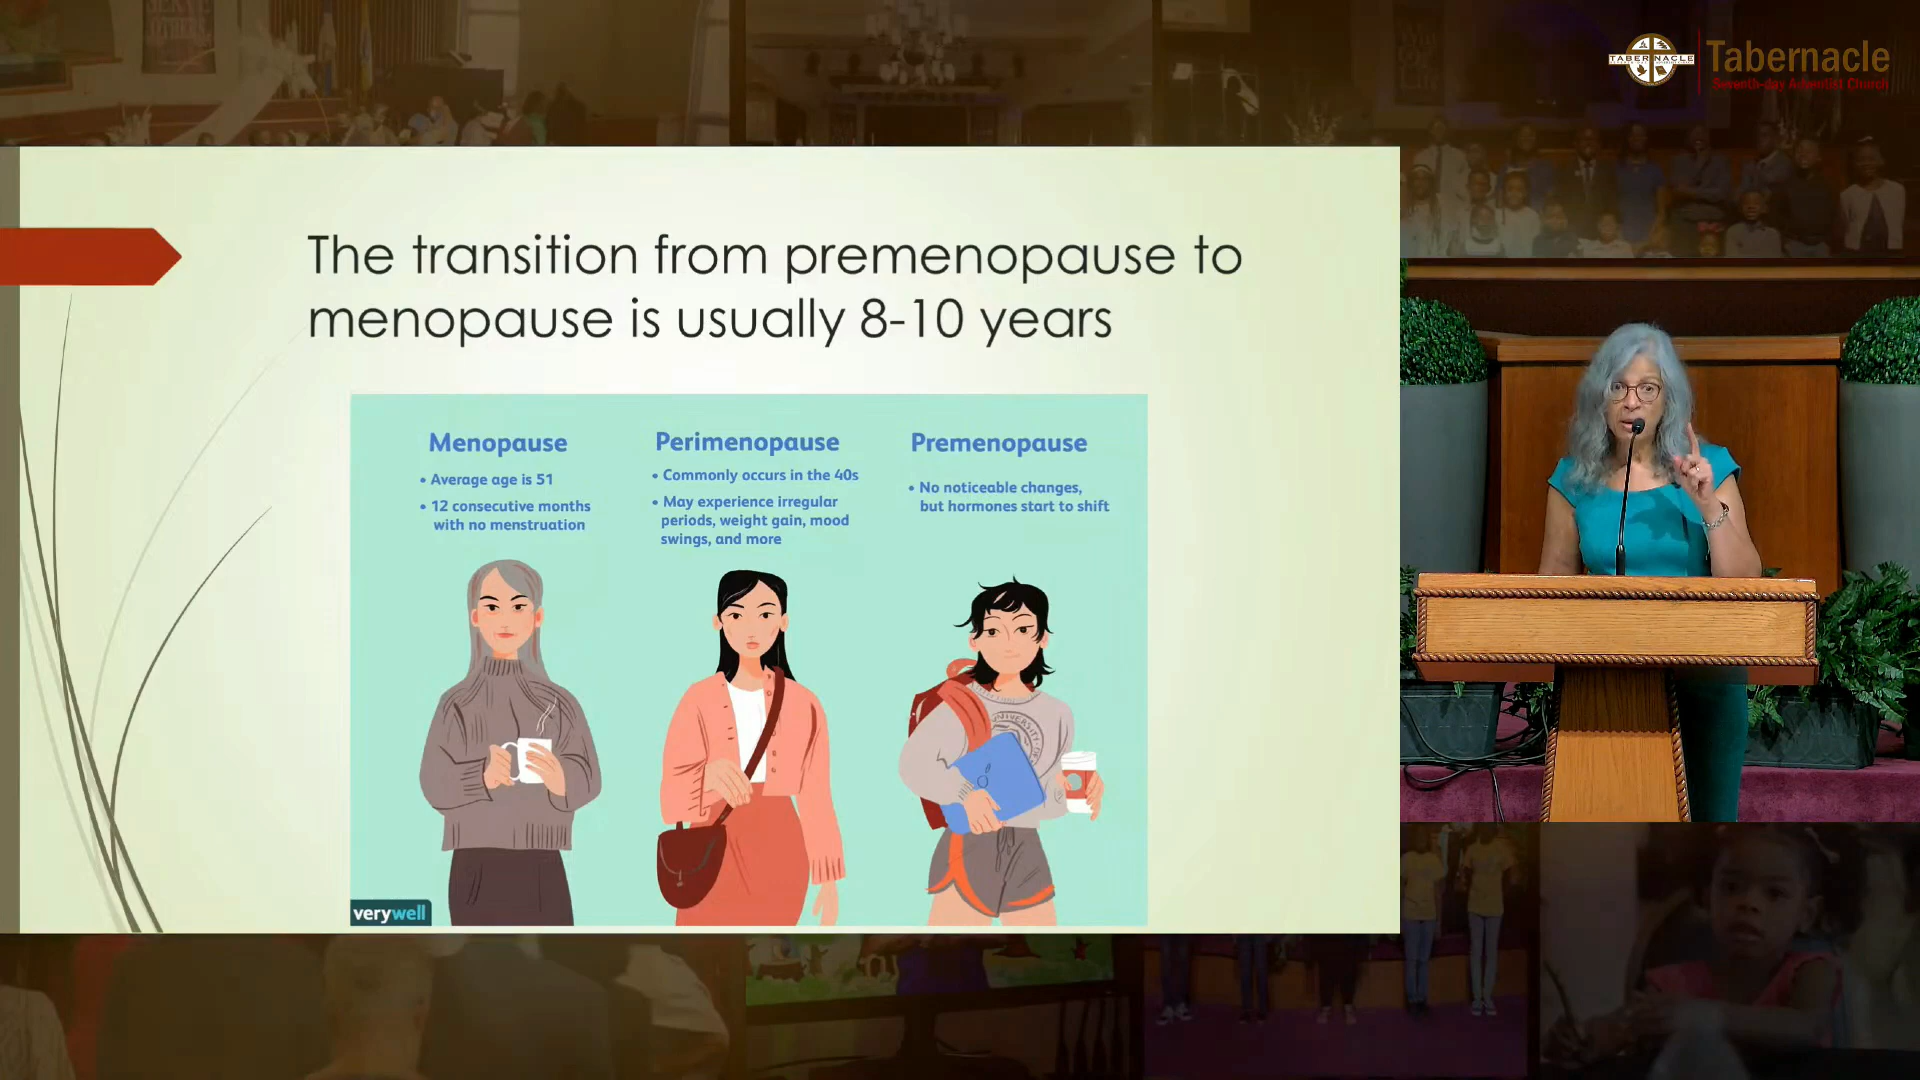 TABERNACLE
Tabernacle
Seventh-day Adventist Church
The transition from premenopause to
menopause is usually 8-10 years
Menopause
• Average age is 51
• 12 consecutive months
with no menstruation
Perimenopause
• Commonly occurs in the 40s
• May experience irregular
periods, weight gain, mood
swings, and more
Premenopause
• No noticeable changes,
but hormones start to shift
verywell